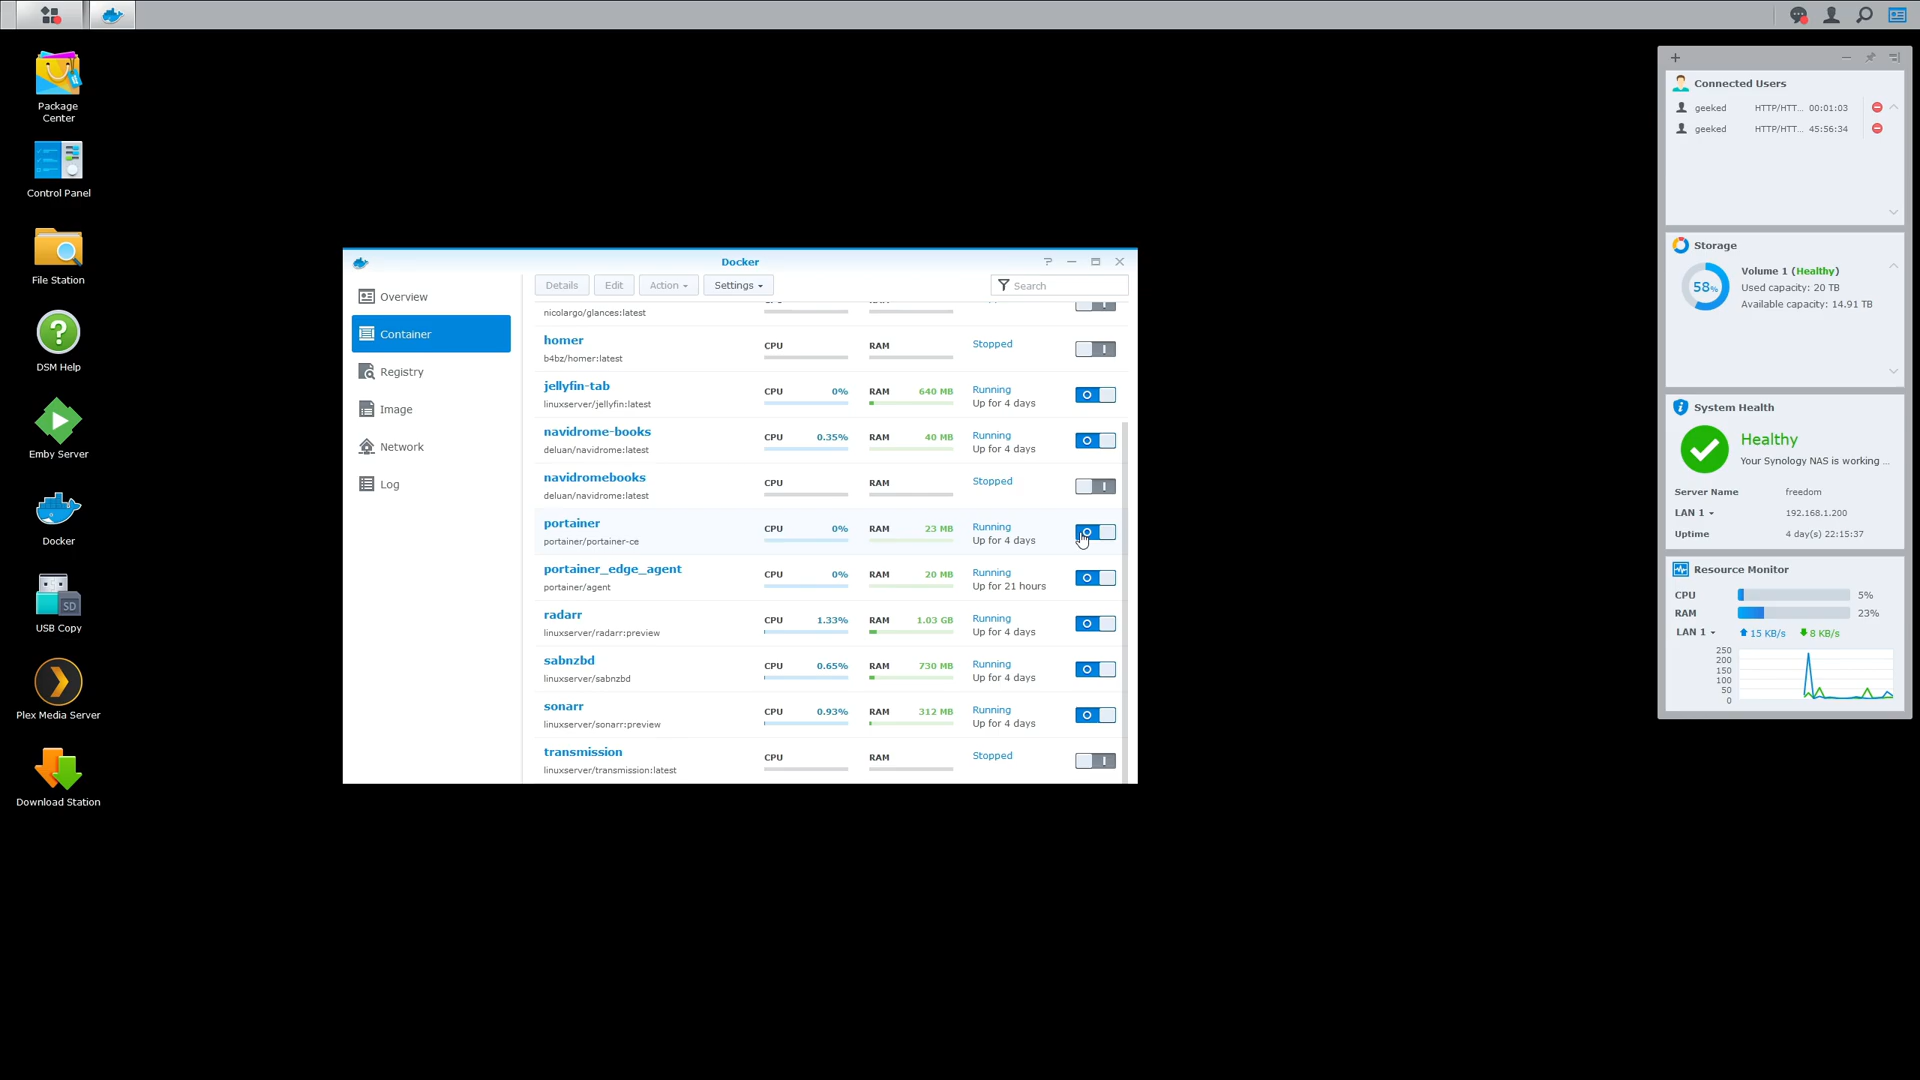 Package
Center
Control Panel
File Station
DSM Help
Emby Server
Docker
SD
USB Copy
Plex Media Server
Download Station
Docker
Overview
Container
Registry
Image
Network
Log
Details Edit Action Settings Search
nicolargo/glances:latest
homer CPU RAM Stopped
b4bz/homer:latest
jellyfin-tab CPU 0% RAM 640 MB Running
linuxserver/jellyfin:latest Up for 4 days
navidrome-books CPU 0.35% RAM 40 MB Running
deluan/navidrome:latest Up for 4 days
navidromebooks CPU RAM Stopped
deluan/navidrome:latest
portainer CPU 0% RAM 23 MB Running
portainer/portainer-ce Up for 4 days
portainer_edge_agent CPU 0% RAM 20 MB Running
portainer/agent Up for 21 hours
radarr CPU 1.33% RAM 1.03 GB Running
linuxserver/radarr:preview Up for 4 days
sabnzbd CPU 0.65% RAM 730 MB Running
linuxserver/sabnzbd Up for 4 days
sonarr CPU 0.93% RAM 312 MB Running
linuxserver/sonarr:preview Up for 4 days
transmission CPU RAM Stopped
linuxserver/transmission:latest
Connected Users
geeked HTTP/HTT... 00:01:03
geeked HTTP/HTT... 45:56:34
Storage
58%
Volume 1 (Healthy)
Used capacity: 20 TB
Available capacity: 14.91 TB
System Health
Healthy
Your Synology NAS is working ...
Server Name freedom
LAN 1 192.168.1.200
Uptime 4 day(s) 22:15:37
Resource Monitor
CPU 5%
RAM 23%
LAN 1 15 KB/s 8 KB/s
250
200
150
100
50
0